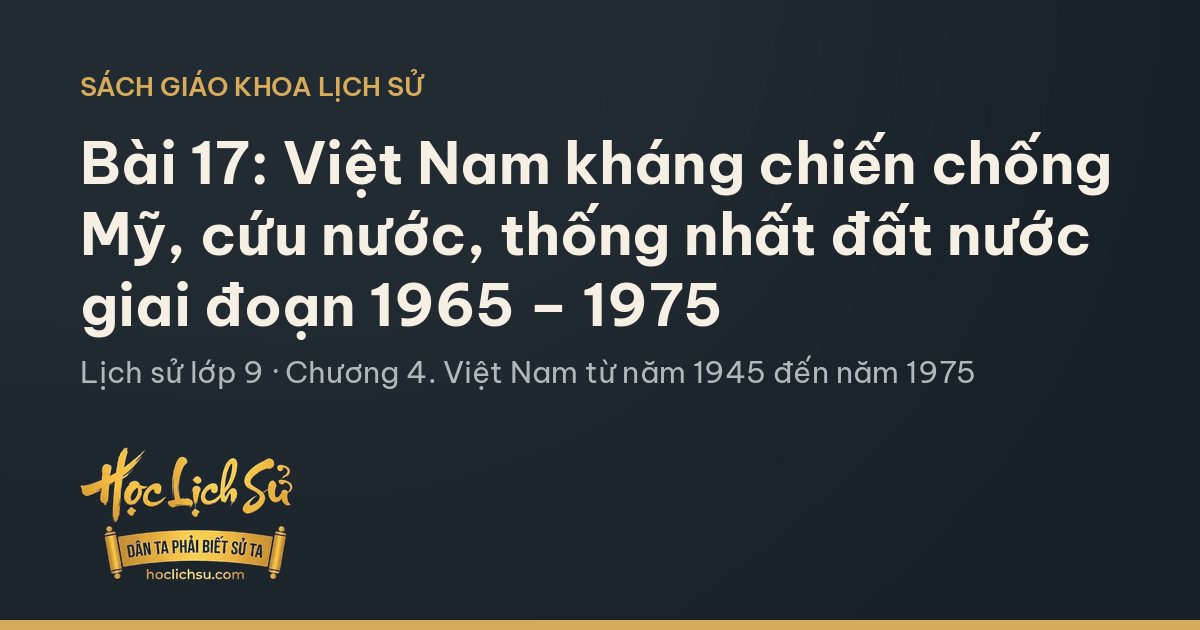 SÁCH GIÁO KHOA LỊCH SỬ
Bài 17: Việt Nam kháng chiến chống
Mỹ, cứu nước, thống nhất đất nước
giai đoạn 1965 – 1975
Lịch sử lớp 9 · Chương 4. Việt Nam từ năm 1945 đến năm 1975
Học Lịch Sử
DÂN TA PHẢI BIẾT SỬ TA
hoclichsu.com